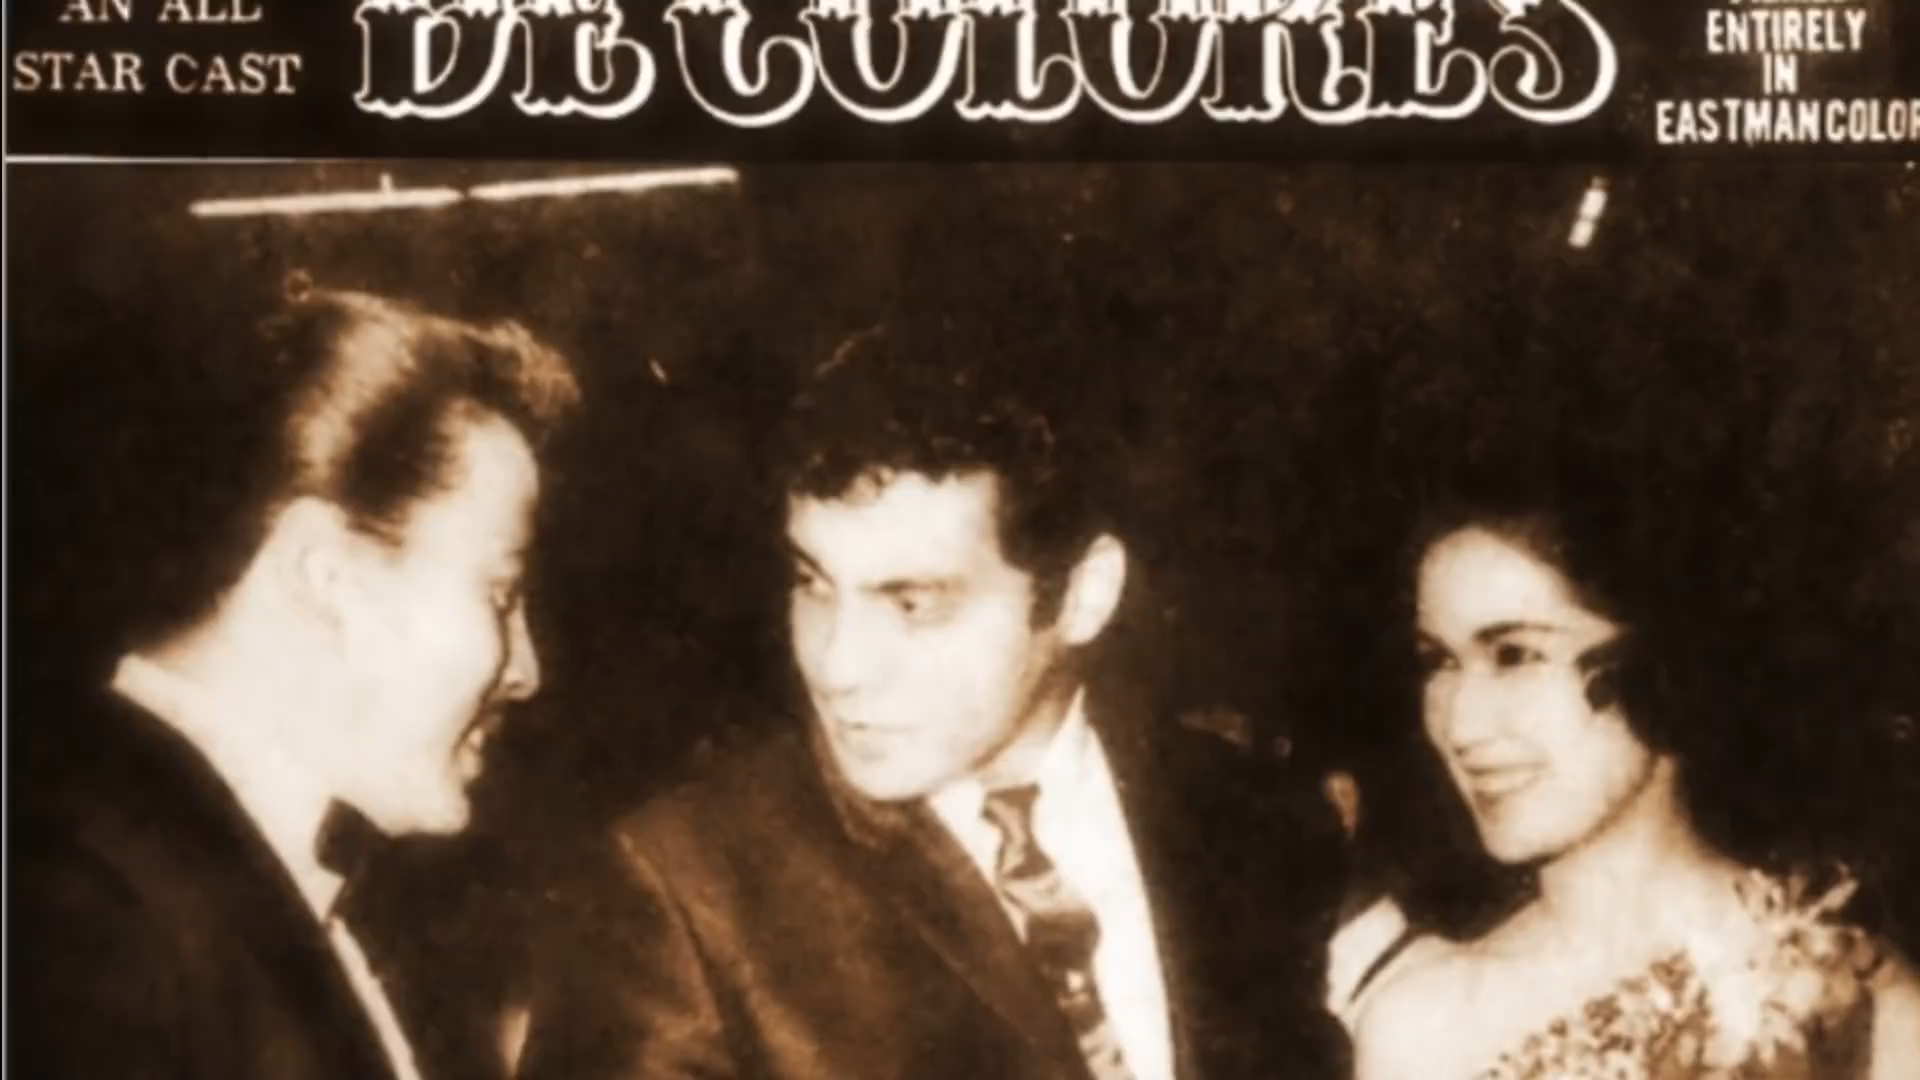 AN ALL
STAR CAST
DE COLORES
ENTIRELY
IN
EASTMANCOLOR